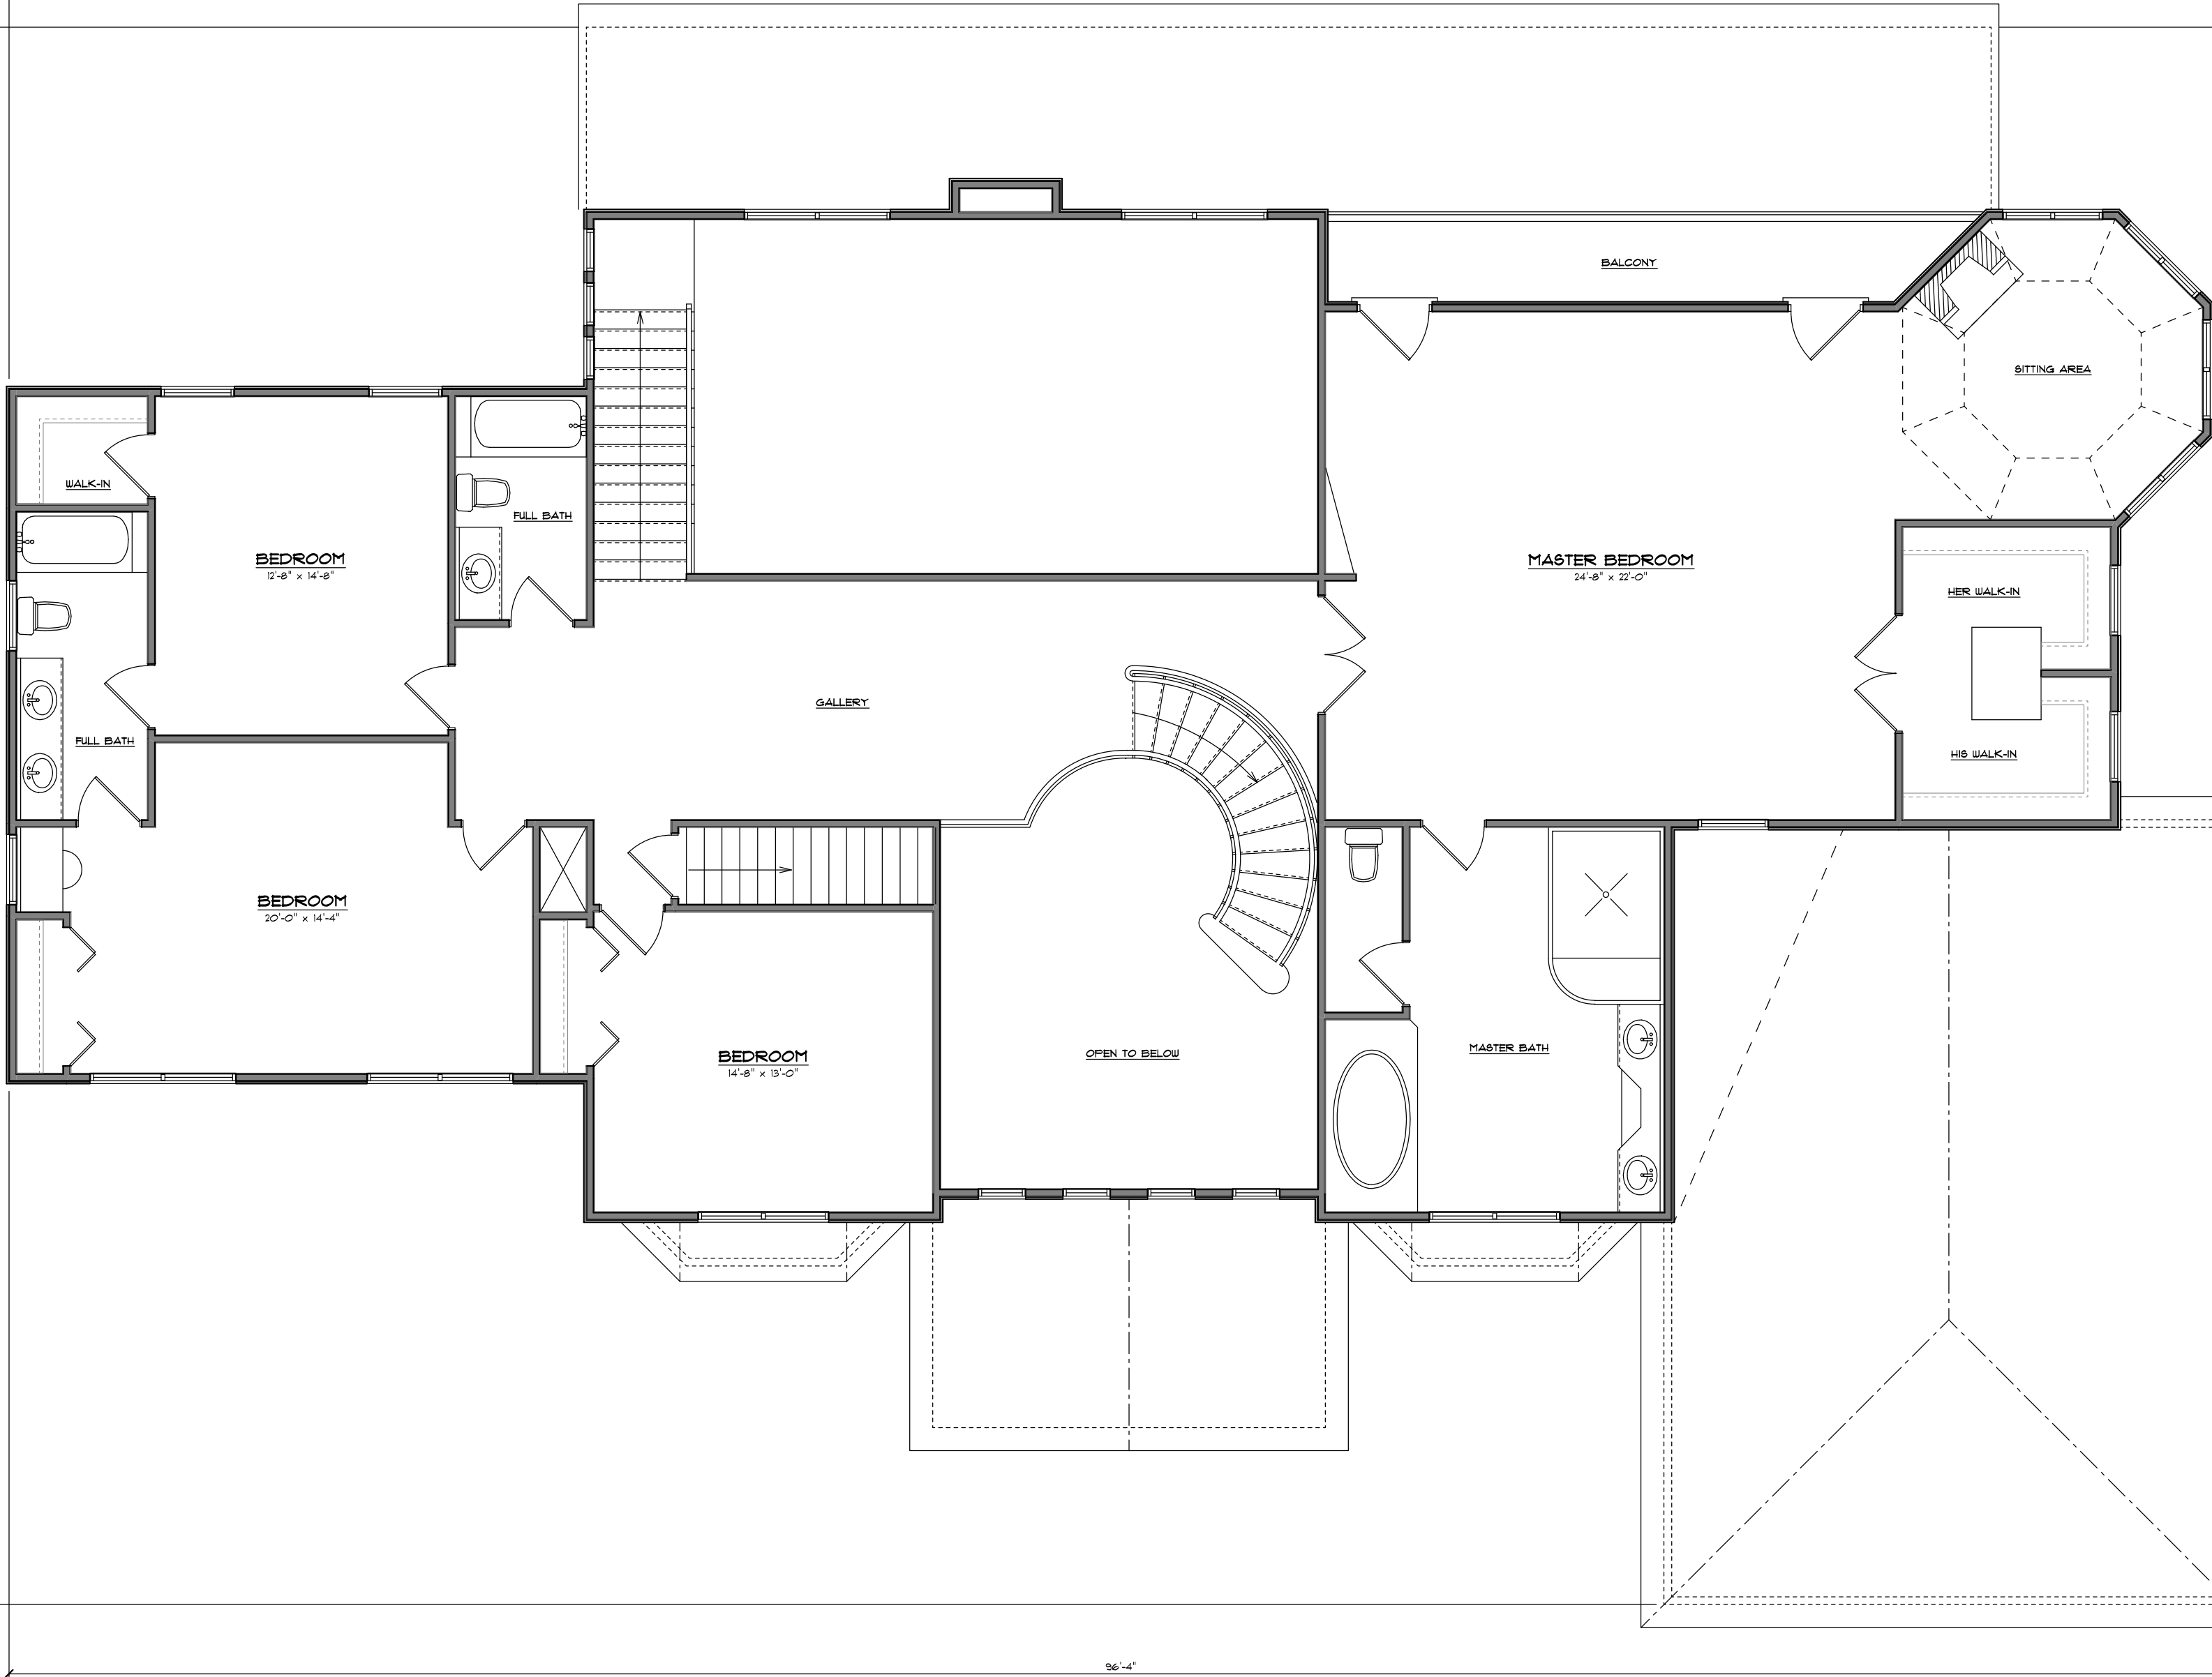 BALCONY
SITTING AREA
WALK-IN
FULL BATH
BEDROOM
12'-8" x 14'-8"
MASTER BEDROOM
24'-8" x 22'-0"
HER WALK-IN
GALLERY
FULL BATH
HIS WALK-IN
BEDROOM
20'-0" x 14'-4"
BEDROOM
14'-8" x 13'-0"
OPEN TO BELOW
MASTER BATH
96'-4"